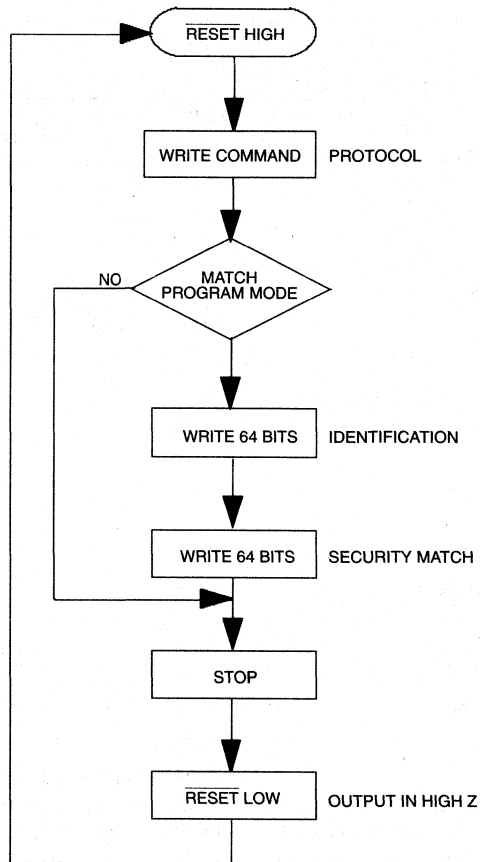 RESET HIGH
WRITE COMMAND PROTOCOL
NO
MATCH
PROGRAM MODE
WRITE 64 BITS IDENTIFICATION
WRITE 64 BITS SECURITY MATCH
STOP
RESET LOW OUTPUT IN HIGH Z